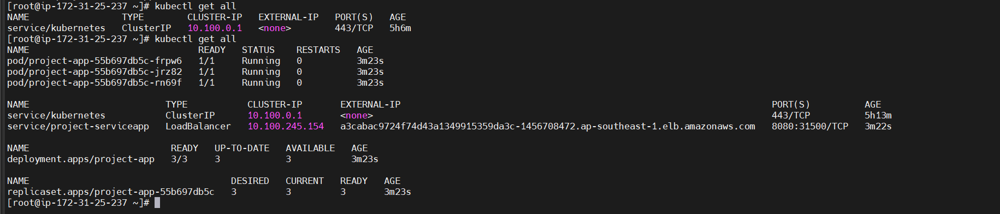 [root@ip-172-31-25-237 ~]# kubectl get all
NAME                 TYPE        CLUSTER-IP   EXTERNAL-IP   PORT(S)   AGE
service/kubernetes   ClusterIP   10.100.0.1   <none>        443/TCP   5h6m
[root@ip-172-31-25-237 ~]# kubectl get all
NAME                               READY   STATUS    RESTARTS   AGE
pod/project-app-55b697db5c-frpw6   1/1     Running   0          3m23s
pod/project-app-55b697db5c-jrz82   1/1     Running   0          3m23s
pod/project-app-55b697db5c-rn69f   1/1     Running   0          3m23s
NAME                         TYPE           CLUSTER-IP       EXTERNAL-IP                                                                    PORT(S)          AGE
service/kubernetes           ClusterIP      10.100.0.1       <none>                                                                         443/TCP          5h13m
service/project-serviceapp   LoadBalancer   10.100.245.154   a3cabac9724f74d43a1349915359da3c-1456708472.ap-southeast-1.elb.amazonaws.com   8080:31500/TCP   3m22s
NAME                          READY   UP-TO-DATE   AVAILABLE   AGE
deployment.apps/project-app   3/3     3            3           3m23s
NAME                                     DESIRED   CURRENT   READY   AGE
replicaset.apps/project-app-55b697db5c   3         3         3       3m23s
[root@ip-172-31-25-237 ~]#